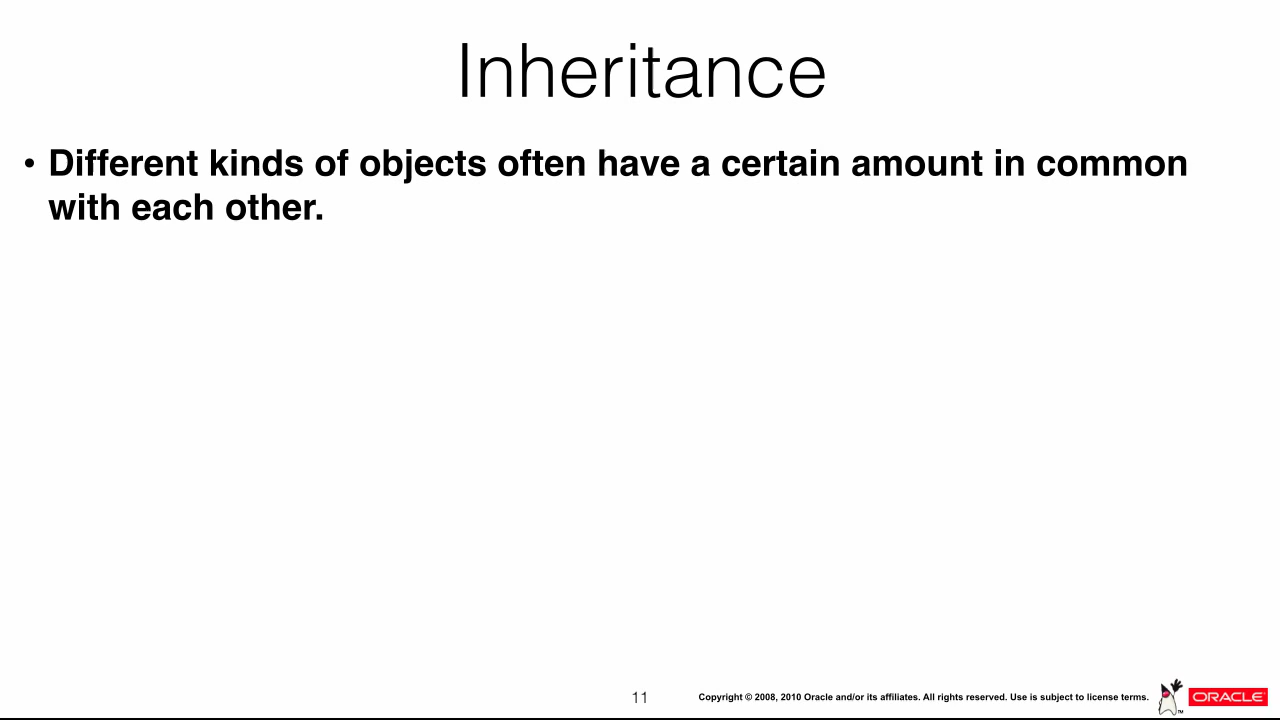 Inheritance
• Different kinds of objects often have a certain amount in common
with each other.
11
Copyright © 2008, 2010 Oracle and/or its affiliates. All rights reserved. Use is subject to license terms.
TM
ORACLE